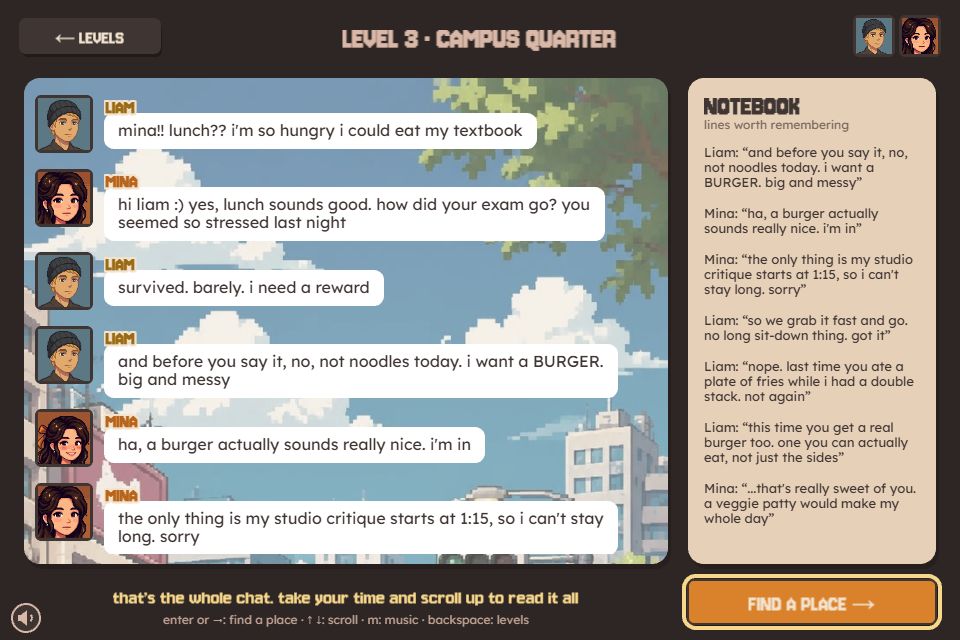 ← LEVELS
LEVEL 3 · CAMPUS QUARTER
LIAM
mina!! lunch?? i'm so hungry i could eat my textbook
MINA
hi liam :) yes, lunch sounds good. how did your exam go? you
seemed so stressed last night
LIAM
survived. barely. i need a reward
LIAM
and before you say it, no, not noodles today. i want a BURGER.
big and messy
MINA
ha, a burger actually sounds really nice. i'm in
MINA
the only thing is my studio critique starts at 1:15, so i can't stay
long. sorry
NOTEBOOK
lines worth remembering
Liam: “and before you say it, no,
not noodles today. i want a
BURGER. big and messy”
Mina: “ha, a burger actually
sounds really nice. i'm in”
Mina: “the only thing is my studio
critique starts at 1:15, so i can't
stay long. sorry”
Liam: “so we grab it fast and go.
no long sit-down thing. got it”
Liam: “nope. last time you ate a
plate of fries while i had a double
stack. not again”
Liam: “this time you get a real
burger too. one you can actually
eat, not just the sides”
Mina: “...that's really sweet of you.
a veggie patty would make my
whole day”
that's the whole chat. take your time and scroll up to read it all
enter or →: find a place · ↑ ↓: scroll · m: music · backspace: levels
FIND A PLACE →